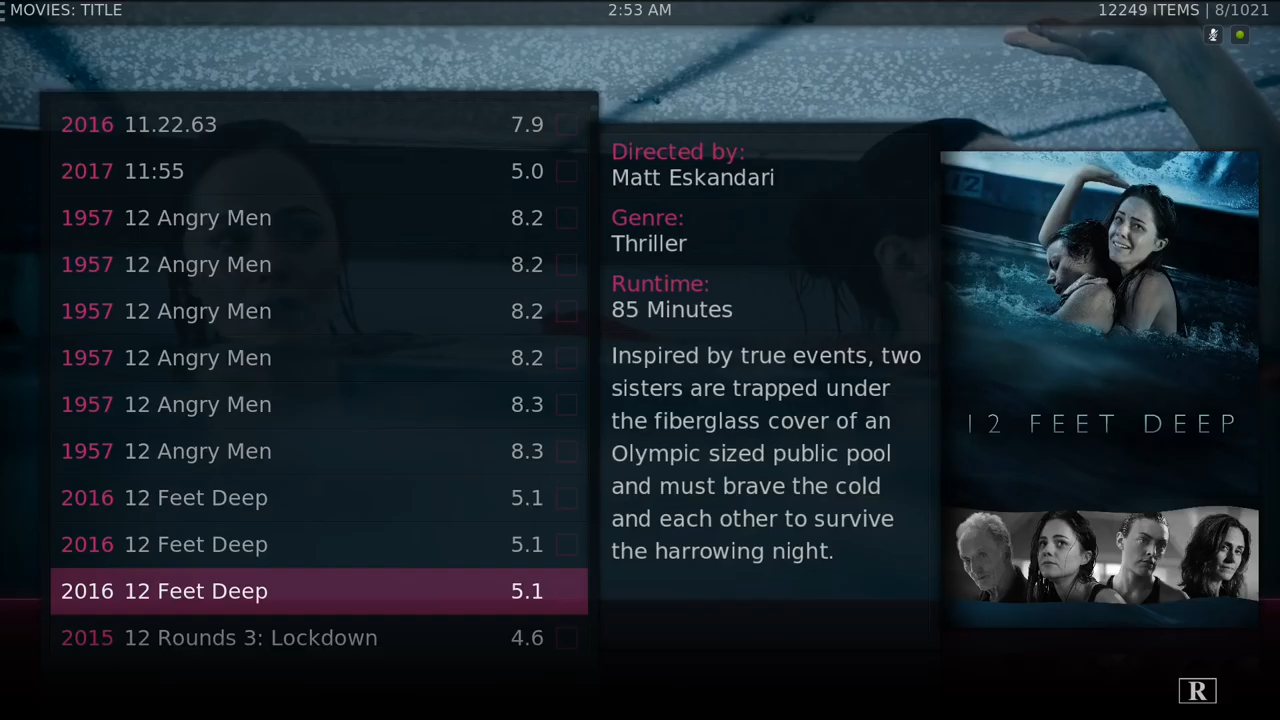 MOVIES: TITLE
2:53 AM
12249 ITEMS | 8/1021
2016 11.22.63 7.9
2017 11:55 5.0
1957 12 Angry Men 8.2
1957 12 Angry Men 8.2
1957 12 Angry Men 8.2
1957 12 Angry Men 8.2
1957 12 Angry Men 8.3
1957 12 Angry Men 8.3
2016 12 Feet Deep 5.1
2016 12 Feet Deep 5.1
2016 12 Feet Deep 5.1
2015 12 Rounds 3: Lockdown 4.6
Directed by:
Matt Eskandari
Genre:
Thriller
Runtime:
85 Minutes
Inspired by true events, two
sisters are trapped under
the fiberglass cover of an
Olympic sized public pool
and must brave the cold
and each other to survive
the harrowing night.
12
12 FEET DEEP
R